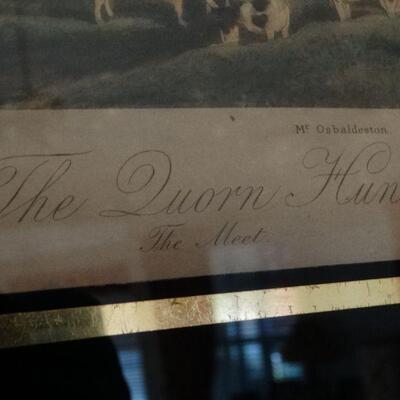 Mr Osbaldeston
The Quorn Hun
The Meet.